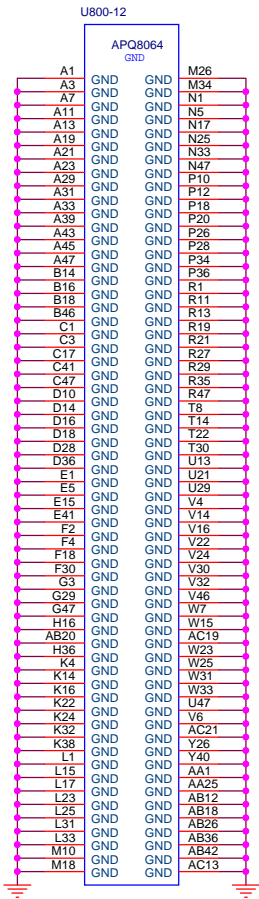 U800-12
APQ8064
GND
A1 GND GND M26
A3 GND GND M34
A7 GND GND N1
A11 GND GND N5
A13 GND GND N17
A19 GND GND N25
A21 GND GND N33
A23 GND GND N47
A29 GND GND P10
A31 GND GND P12
A33 GND GND P18
A39 GND GND P20
A43 GND GND P26
A45 GND GND P28
A47 GND GND P34
B14 GND GND P36
B16 GND GND R1
B18 GND GND R11
B46 GND GND R13
C1 GND GND R19
C3 GND GND R21
C17 GND GND R27
C41 GND GND R29
C47 GND GND R35
D10 GND GND R47
D14 GND GND T8
D16 GND GND T14
D18 GND GND T22
D28 GND GND T30
D36 GND GND U13
E1 GND GND U21
E5 GND GND U29
E15 GND GND V4
E41 GND GND V14
F2 GND GND V16
F4 GND GND V22
F18 GND GND V24
F30 GND GND V30
G3 GND GND V32
G29 GND GND V46
G47 GND GND W7
H16 GND GND W15
AB20 GND GND AC19
H36 GND GND W23
K4 GND GND W25
K14 GND GND W31
K16 GND GND W33
K22 GND GND U47
K24 GND GND V6
K32 GND GND AC21
K38 GND GND Y26
L1 GND GND Y40
L15 GND GND AA1
L17 GND GND AA25
L23 GND GND AB12
L25 GND GND AB18
L31 GND GND AB26
L33 GND GND AB36
M10 GND GND AB42
M18 GND GND AC13